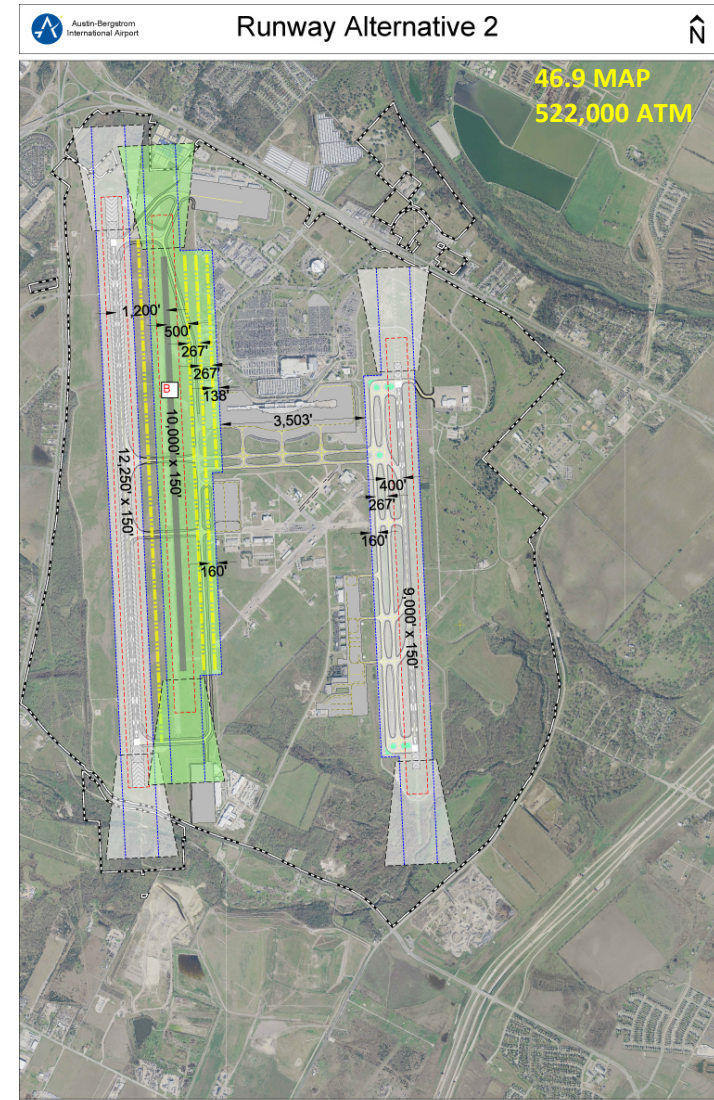 Austin-Bergstrom
International Airport
Runway Alternative 2
N
46.9 MAP
522,000 ATM
1,200'
500'
267'
267'
B
138'
3,503'
10,000' x 150'
12,250' x 150'
400'
267'
160'
160'
9,000' x 150'